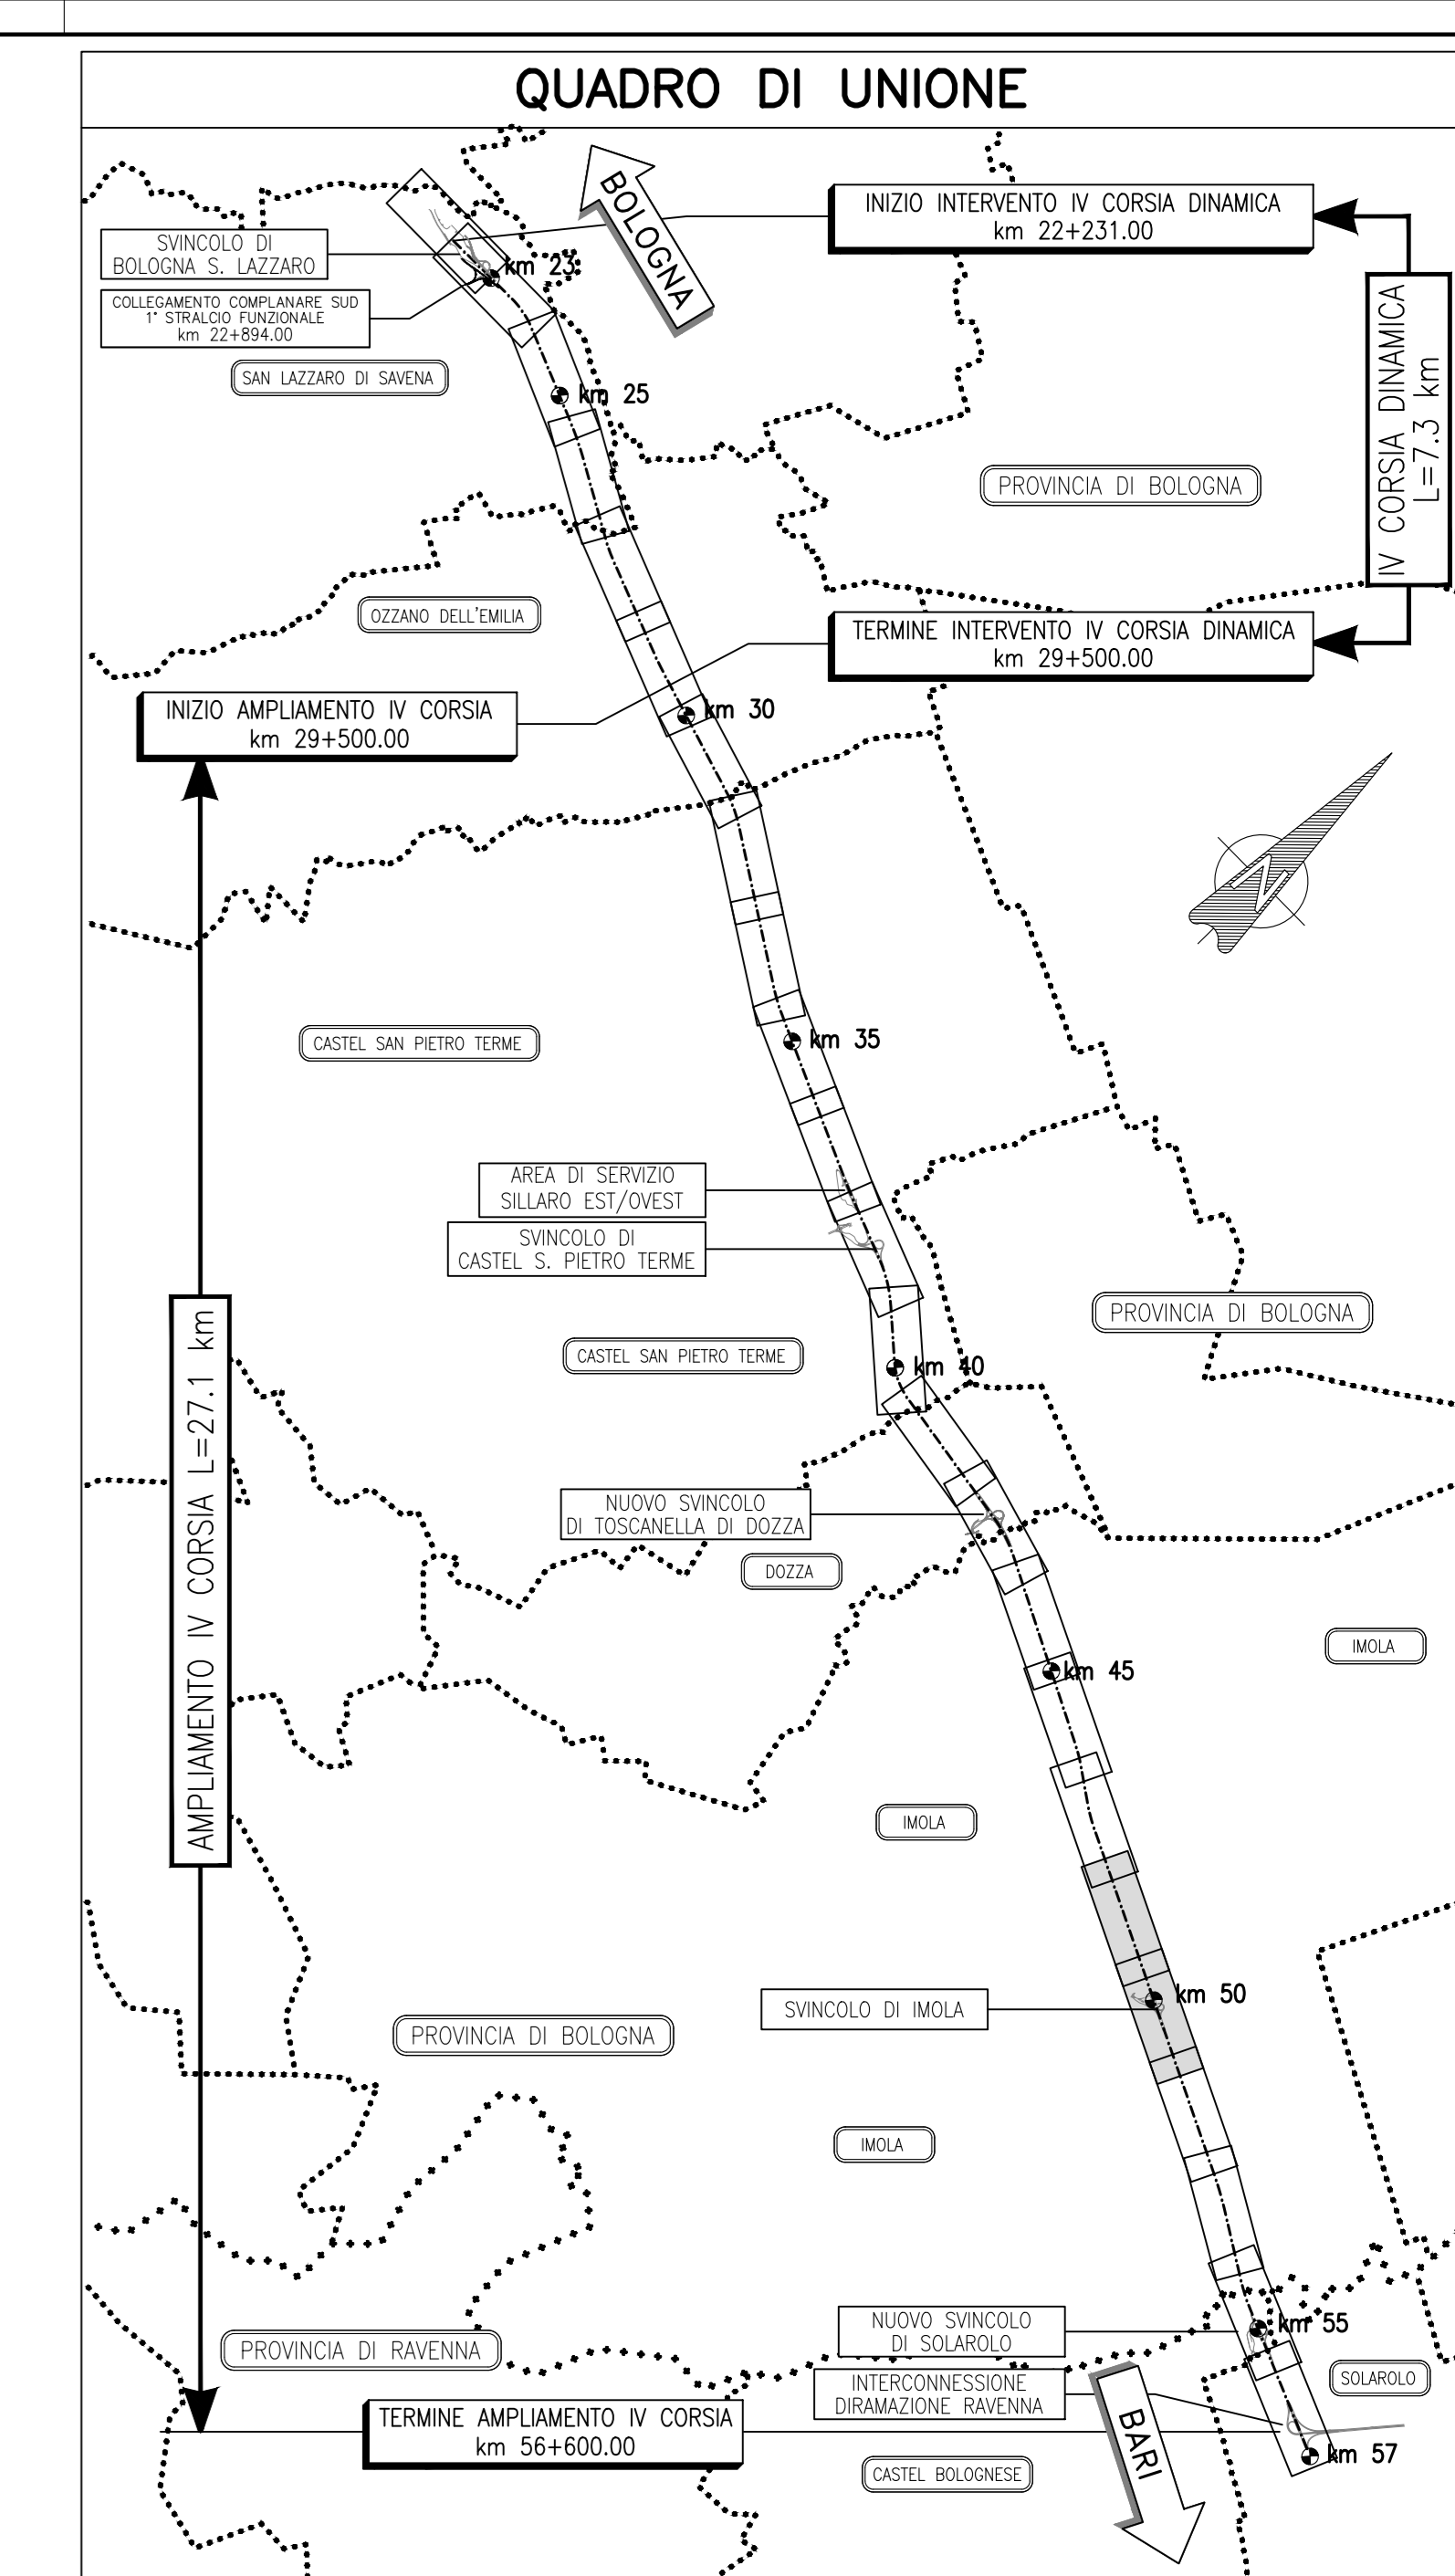 QUADRO DI UNIONE
BOLOGNA
INIZIO INTERVENTO IV CORSIA DINAMICA
km 22+231.00
SVINCOLO DI
BOLOGNA S. LAZZARO
km 23
COLLEGAMENTO COMPLANARE SUD
1° STRALCIO FUNZIONALE
km 22+894.00
SAN LAZZARO DI SAVENA
km 25
IV CORSIA DINAMICA
L=7.3 km
PROVINCIA DI BOLOGNA
OZZANO DELL'EMILIA
TERMINE INTERVENTO IV CORSIA DINAMICA
km 29+500.00
INIZIO AMPLIAMENTO IV CORSIA
km 29+500.00
km 30
N
CASTEL SAN PIETRO TERME
km 35
AREA DI SERVIZIO
SILLARO EST/OVEST
SVINCOLO DI
CASTEL S. PIETRO TERME
PROVINCIA DI BOLOGNA
CASTEL SAN PIETRO TERME
km 40
AMPLIAMENTO IV CORSIA L=27.1 km
NUOVO SVINCOLO
DI TOSCANELLA DI DOZZA
DOZZA
IMOLA
km 45
IMOLA
km 50
SVINCOLO DI IMOLA
PROVINCIA DI BOLOGNA
IMOLA
NUOVO SVINCOLO
DI SOLAROLO
km 55
PROVINCIA DI RAVENNA
INTERCONNESSIONE
DIRAMAZIONE RAVENNA
SOLAROLO
TERMINE AMPLIAMENTO IV CORSIA
km 56+600.00
BARI
km 57
CASTEL BOLOGNESE